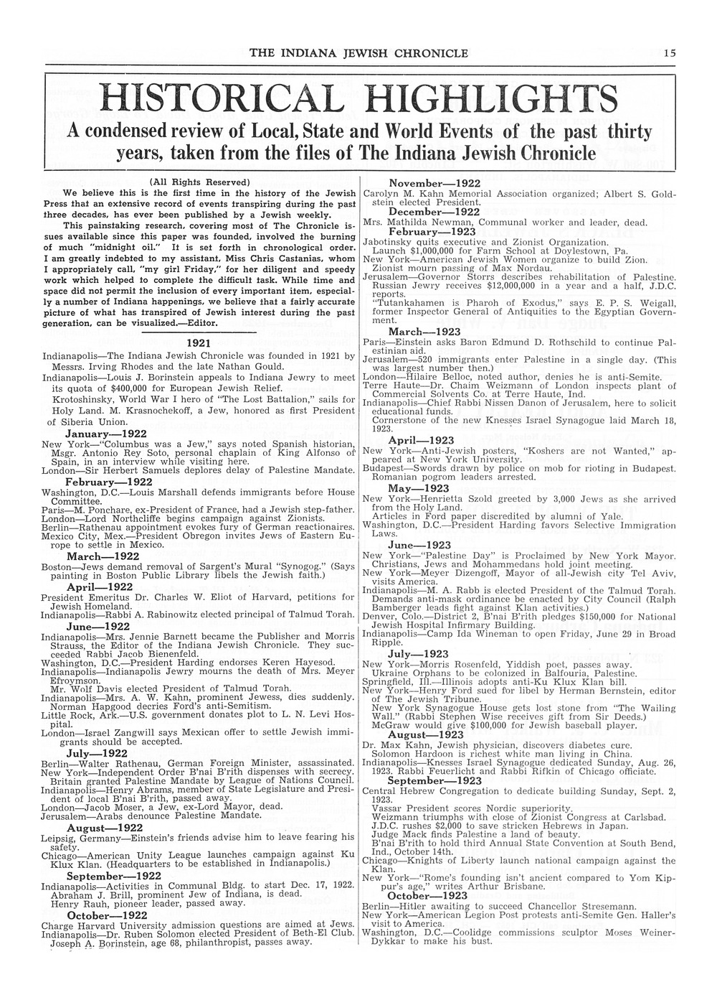 THE INDIANA JEWISH CHRONICLE
15
HISTORICAL HIGHLIGHTS
A condensed review of Local, State and World Events of the past thirty
years, taken from the files of The Indiana Jewish Chronicle
(All Rights Reserved)
We believe this is the first time in the history of the Jewish
Press that an extensive record of events transpiring during the past
three decades, has ever been published by a Jewish weekly.
This painstaking research, covering most of The Chronicle is-
sues available since this paper was founded, involved the burning
of much "midnight oil." It is set forth in chronological order.
I am greatly indebted to my assistant, Miss Chris Castanias, whom
I appropriately call, "my girl Friday," for her diligent and speedy
work which helped to complete the difficult task. While time and
space did not permit the inclusion of every important item, especial-
ly a number of Indiana happenings, we believe that a fairly accurate
picture of what has transpired of Jewish interest during the past
generation, can be visualized.—Editor.
1921
Indianapolis—The Indiana Jewish Chronicle was founded in 1921 by
Messrs. Irving Rhodes and the late Nathan Gould.
Indianapolis—Louis J. Borinstein appeals to Indiana Jewry to meet
its quota of $400,000 for European Jewish Relief.
Krotoshinsky, World War I hero of "The Lost Battalion," sails for
Holy Land. M. Krasnochekoff, a Jew, honored as first President
of Siberia Union.
January—1922
New York—"Columbus was a Jew," says noted Spanish historian,
Msgr. Antonio Rey Soto, personal chaplain of King Alfonso of
Spain, in an interview while visiting here.
London—Sir Herbert Samuels deplores delay of Palestine Mandate.
February—1922
Washington, D.C.—Louis Marshall defends immigrants before House
Committee.
Paris—M. Ponchare, ex-President of France, had a Jewish step-father.
London—Lord Northcliffe begins campaign against Zionists.
Berlin—Rathenau appointment evokes fury of German reactionaires.
Mexico City, Mex.—President Obregon invites Jews of Eastern Eu-
rope to settle in Mexico.
March—1922
Boston—Jews demand removal of Sargent's Mural "Synogog." (Says
painting in Boston Public Library libels the Jewish faith.)
April—1922
President Emeritus Dr. Charles W. Eliot of Harvard, petitions for
Jewish Homeland.
Indianapolis—Rabbi A. Rabinowitz elected principal of Talmud Torah.
June—1922
Indianapolis—Mrs. Jennie Barnett became the Publisher and Morris
Strauss, the Editor of the Indiana Jewish Chronicle. They suc-
ceeded Rabbi Jacob Bienenfeld.
Washington, D.C.—President Harding endorses Keren Hayesod.
Indianapolis—Indianapolis Jewry mourns the death of Mrs. Meyer
Efroymson.
Mr. Wolf Davis elected President of Talmud Torah.
Indianapolis—Mrs. A. W. Kahn, prominent Jewess, dies suddenly.
Norman Hapgood decries Ford's anti-Semitism.
Little Rock, Ark.—U.S. government donates plot to L. N. Levi Hos-
pital.
London—Israel Zangwill says Mexican offer to settle Jewish immi-
grants should be accepted.
July—1922
Berlin—Walter Rathenau, German Foreign Minister, assassinated.
New York—Independent Order B'nai B'rith dispenses with secrecy.
Britain granted Palestine Mandate by League of Nations Council.
Indianapolis—Henry Abrams, member of State Legislature and Presi-
dent of local B'nai B'rith, passed away.
London—Jacob Moser, a Jew, ex-Lord Mayor, dead.
Jerusalem—Arabs denounce Palestine Mandate.
August—1922
Leipsig, Germany—Einstein's friends advise him to leave fearing his
safety.
Chicago—American Unity League launches campaign against Ku
Klux Klan. (Headquarters to be established in Indianapolis.)
September—1922
Indianapolis—Activities in Communal Bldg. to start Dec. 17, 1922.
Abraham J. Brill, prominent Jew of Indiana, is dead.
Henry Rauh, pioneer leader, passed away.
October—1922
Charge Harvard University admission questions are aimed at Jews.
Indianapolis—Dr. Ruben Solomon elected President of Beth-El Club.
Joseph A. Borinstein, age 68, philanthropist, passes away.
November—1922
Carolyn M. Kahn Memorial Association organized; Albert S. Gold-
stein elected President.
December—1922
Mrs. Mathilda Newman, Communal worker and leader, dead.
February—1923
Jabotinsky quits executive and Zionist Organization.
Launch $1,000,000 for Farm School at Doylestown, Pa.
New York—American Jewish Women organize to build Zion.
Zionist mourn passing of Max Nordau.
Jerusalem—Governor Storrs describes rehabilitation of Palestine.
Russian Jewry receives $12,000,000 in a year and a half, J.D.C.
reports.
"Tutankahamen is Pharoh of Exodus," says E. P. S. Weigall,
former Inspector General of Antiquities to the Egyptian Govern-
ment.
March—1923
Paris—Einstein asks Baron Edmund D. Rothschild to continue Pal-
estinian aid.
Jerusalem—520 immigrants enter Palestine in a single day. (This
was largest number then.)
London—Hilaire Belloc, noted author, denies he is anti-Semite.
Terre Haute—Dr. Chaim Weizmann of London inspects plant of
Commercial Solvents Co. at Terre Haute, Ind.
Indianapolis—Chief Rabbi Nissen Danon of Jerusalem, here to solicit
educational funds.
Cornerstone of the new Knesses Israel Synagogue laid March 18,
1923.
April—1923
New York—Anti-Jewish posters, "Koshers are not Wanted," ap-
peared at New York University.
Budapest—Swords drawn by police on mob for rioting in Budapest.
Romanian pogrom leaders arrested.
May—1923
New York—Henrietta Szold greeted by 3,000 Jews as she arrived
from the Holy Land.
Articles in Ford paper discredited by alumni of Yale.
Washington, D.C.—President Harding favors Selective Immigration
Laws.
June—1923
New York—"Palestine Day" is Proclaimed by New York Mayor.
Christians, Jews and Mohammedans hold joint meeting.
New York—Meyer Dizengoff, Mayor of all-Jewish city Tel Aviv,
visits America.
Indianapolis—M. A. Rabb is elected President of the Talmud Torah.
Demands anti-mask ordinance be enacted by City Council (Ralph
Bamberger leads fight against Klan activities.)
Denver, Colo.—District 2, B'nai B'rith pledges $150,000 for National
Jewish Hospital Infirmary Building.
Indianapolis—Camp Ida Wineman to open Friday, June 29 in Broad
Ripple.
July—1923
New York—Morris Rosenfeld, Yiddish poet, passes away.
Ukraine Orphans to be colonized in Balfouria, Palestine.
Springfield, Ill.—Illinois adopts anti-Ku Klux Klan bill.
New York—Henry Ford sued for libel by Herman Bernstein, editor
of The Jewish Tribune.
New York Synagogue House gets lost stone from "The Wailing
Wall." (Rabbi Stephen Wise receives gift from Sir Deeds.)
McGraw would give $100,000 for Jewish baseball player.
August—1923
Dr. Max Kahn, Jewish physician, discovers diabetes cure.
Solomon Hardoon is richest white man living in China.
Indianapolis—Knesses Israel Synagogue dedicated Sunday, Aug. 26,
1923. Rabbi Feuerlicht and Rabbi Rifkin of Chicago officiate.
September—1923
Central Hebrew Congregation to dedicate building Sunday, Sept. 2,
1923.
Vassar President scores Nordic superiority.
Weizmann triumphs with close of Zionist Congress at Carlsbad.
J.D.C. rushes $2,000 to save stricken Hebrews in Japan.
Judge Mack finds Palestine a land of beauty.
B'nai B'rith to hold third Annual State Convention at South Bend,
Ind., October 14th.
Chicago—Knights of Liberty launch national campaign against the
Klan.
New York—"Rome's founding isn't ancient compared to Yom Kip-
pur's age," writes Arthur Brisbane.
October—1923
Berlin—Hitler awaiting to succeed Chancellor Stresemann.
New York—American Legion Post protests anti-Semite Gen. Haller's
visit to America.
Washington, D.C.—Coolidge commissions sculptor Moses Weiner-
Dykkar to make his bust.